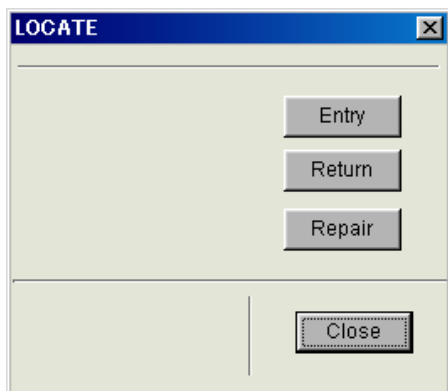 LOCATE
Entry
Return
Repair
Close